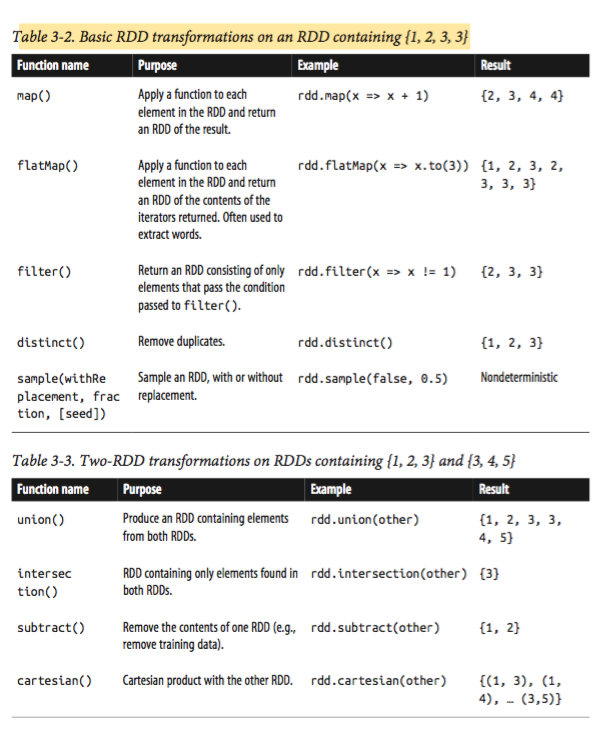 Table 3-2. Basic RDD transformations on an RDD containing {1, 2, 3, 3}
Function name Purpose Example Result
map() Apply a function to each rdd.map(x => x + 1) {2, 3, 4, 4}
element in the RDD and return
an RDD of the result.
flatMap() Apply a function to each rdd.flatMap(x => x.to(3)) {1, 2, 3, 2,
element in the RDD and return 3, 3, 3}
an RDD of the contents of the
iterators returned. Often used to
extract words.
filter() Return an RDD consisting of only rdd.filter(x => x != 1) {2, 3, 3}
elements that pass the condition
passed to filter().
distinct() Remove duplicates. rdd.distinct() {1, 2, 3}
sample(withRe Sample an RDD, with or without rdd.sample(false, 0.5) Nondeterministic
placement, frac replacement.
tion, [seed])
Table 3-3. Two-RDD transformations on RDDs containing {1, 2, 3} and {3, 4, 5}
Function name Purpose Example Result
union() Produce an RDD containing elements rdd.union(other) {1, 2, 3, 3,
from both RDDs. 4, 5}
intersec RDD containing only elements found in rdd.intersection(other) {3}
tion() both RDDs.
subtract() Remove the contents of one RDD (e.g., rdd.subtract(other) {1, 2}
remove training data).
cartesian() Cartesian product with the other RDD. rdd.cartesian(other) {(1, 3), (1,
4), … (3,5)}